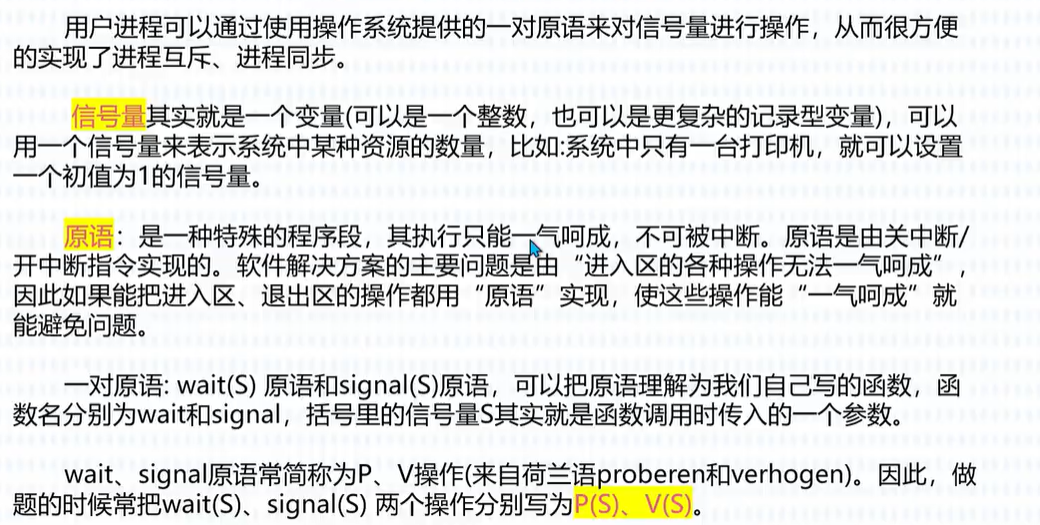 用户进程可以通过使用操作系统提供的一对原语来对信号量进行操作，从而很方便
的实现了进程互斥、进程同步。
信号量其实就是一个变量(可以是一个整数，也可以是更复杂的记录型变量)，可以
用一个信号量来表示系统中某种资源的数量，比如:系统中只有一台打印机，就可以设置
一个初值为1的信号量。
原语：是一种特殊的程序段，其执行只能一气呵成，不可被中断。原语是由关中断/
开中断指令实现的。软件解决方案的主要问题是由“进入区的各种操作无法一气呵成”，
因此如果能把进入区、退出区的操作都用“原语”实现，使这些操作能“一气呵成”就
能避免问题。
一对原语: wait(S) 原语和signal(S)原语，可以把原语理解为我们自己写的函数，函
数名分别为wait和signal，括号里的信号量S其实就是函数调用时传入的一个参数。
wait、signal原语常简称为P、V操作(来自荷兰语proberen和verhogen)。因此，做
题的时候常把wait(S)、signal(S) 两个操作分别写为P(S)、V(S)。